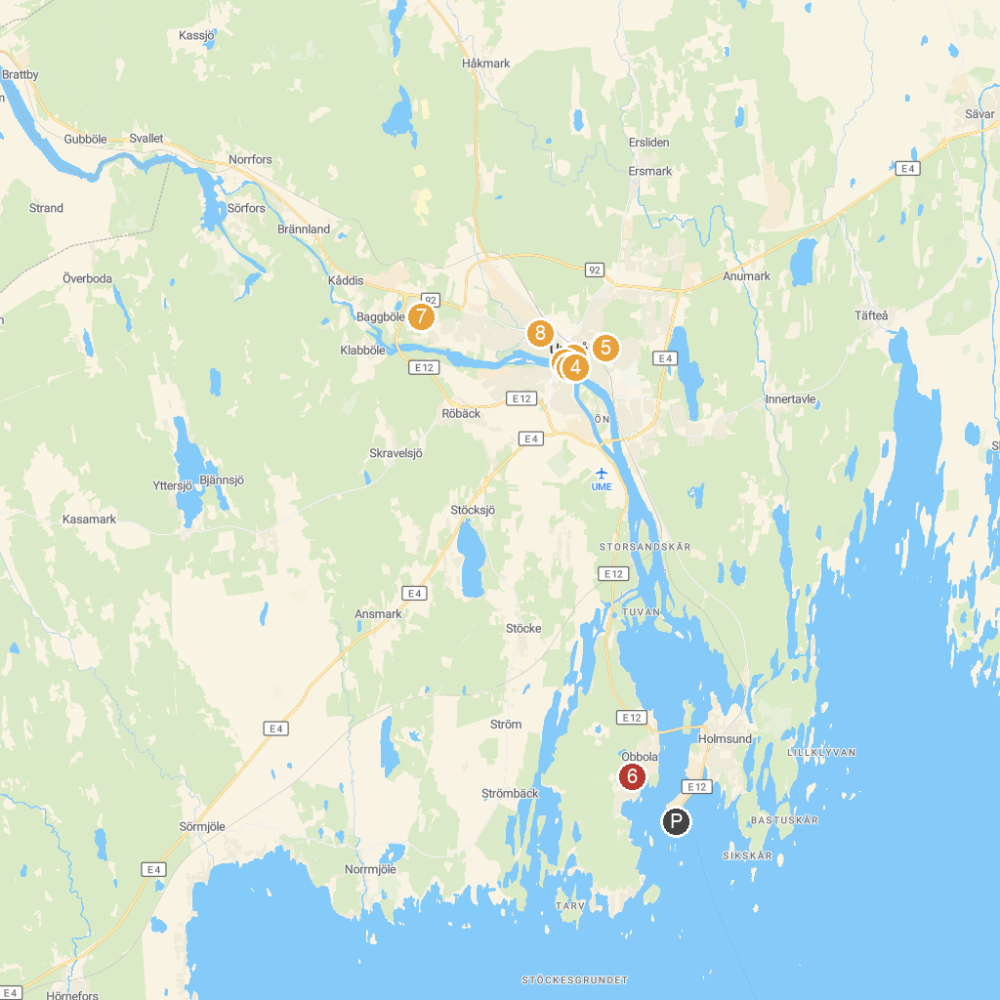 Kassjö
Håkmark
Brattby
Sävar
Gubböle
Svallet
Ersliden
Norrfors
E4
Ersmark
Strand
Sörfors
Brännland
92
Överboda
Kåddis
Anumark
92
Baggböle
7
Täfteå
8
5
Klabböle
E4
E12
4
Innertavle
E12
Röbäck
ÖN
E4
Skravelsjö
UME
Yttersjö
Bjännsjö
Kasamark
Stöcksjö
STORSANDSKÄR
E12
E4
Ansmark
TUVAN
Stöcke
E12
Ström
E4
Holmsund
Obbola
LILLKLYVAN
6
E12
Strömbäck
P
BASTUSKÄR
Sörmjöle
SIKSKÄR
E4
Norrmjöle
TARV
STÖCKESGRUNDET
E4
Hörnefors